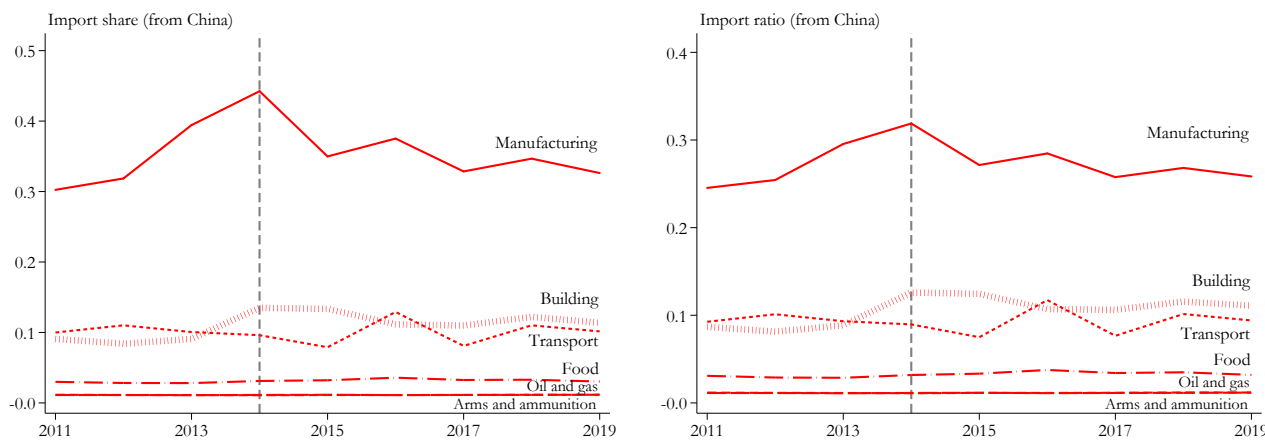 Import share (from China)
0.5
0.4
0.3
0.2
0.1
-0.0
Manufacturing
Building
Transport
Food
Oil and gas
Arms and ammunition
2011
2013
2015
2017
2019
Import ratio (from China)
0.4
0.3
0.2
0.1
-0.0
Manufacturing
Building
Transport
Food
Oil and gas
Arms and ammunition
2011
2013
2015
2017
2019